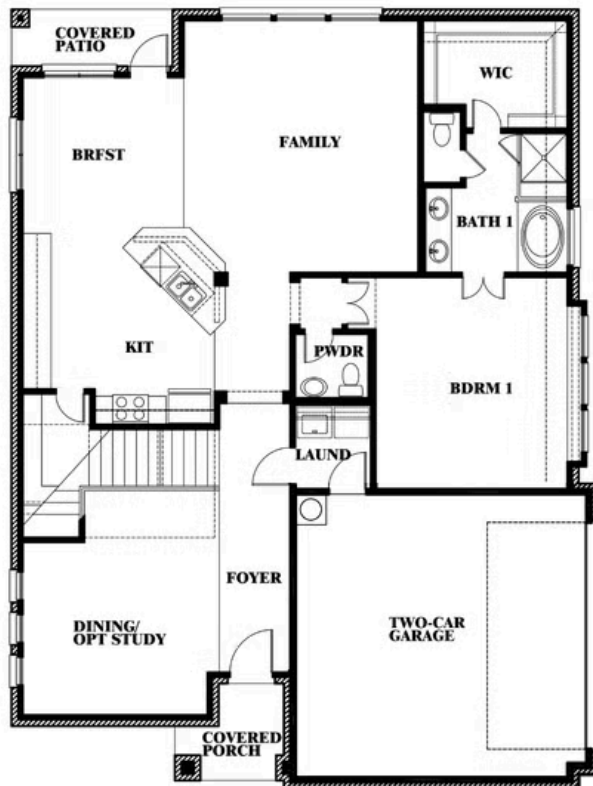 COVERED
PATIO
WIC
BRFST
FAMILY
BATH 1
KIT
PWDR
BDRM 1
LAUND
FOYER
DINING/
OPT STUDY
TWO-CAR
GARAGE
COVERED
PORCH